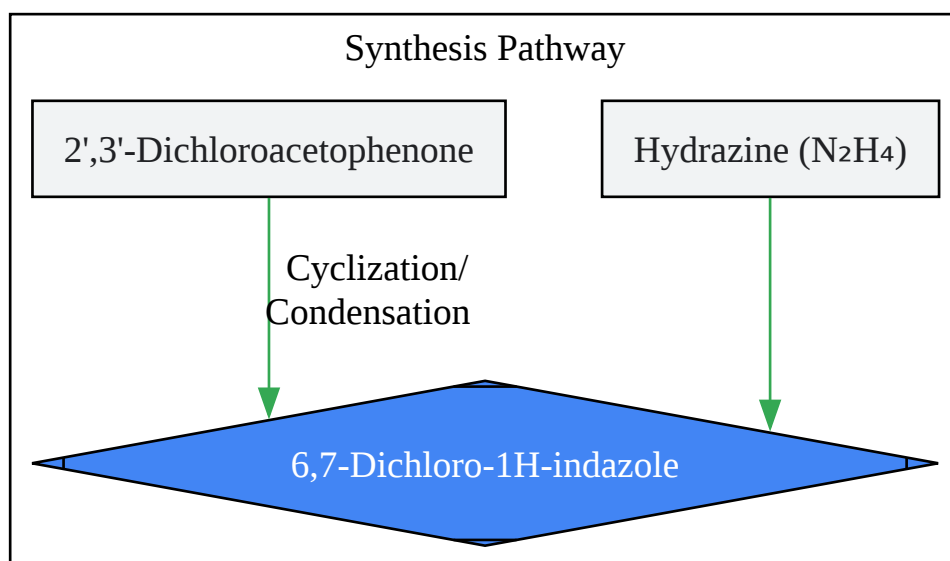 Synthesis Pathway
2',3'-Dichloroacetophenone
Hydrazine (N₂H₄)
Cyclization/
Condensation
6,7-Dichloro-1H-indazole